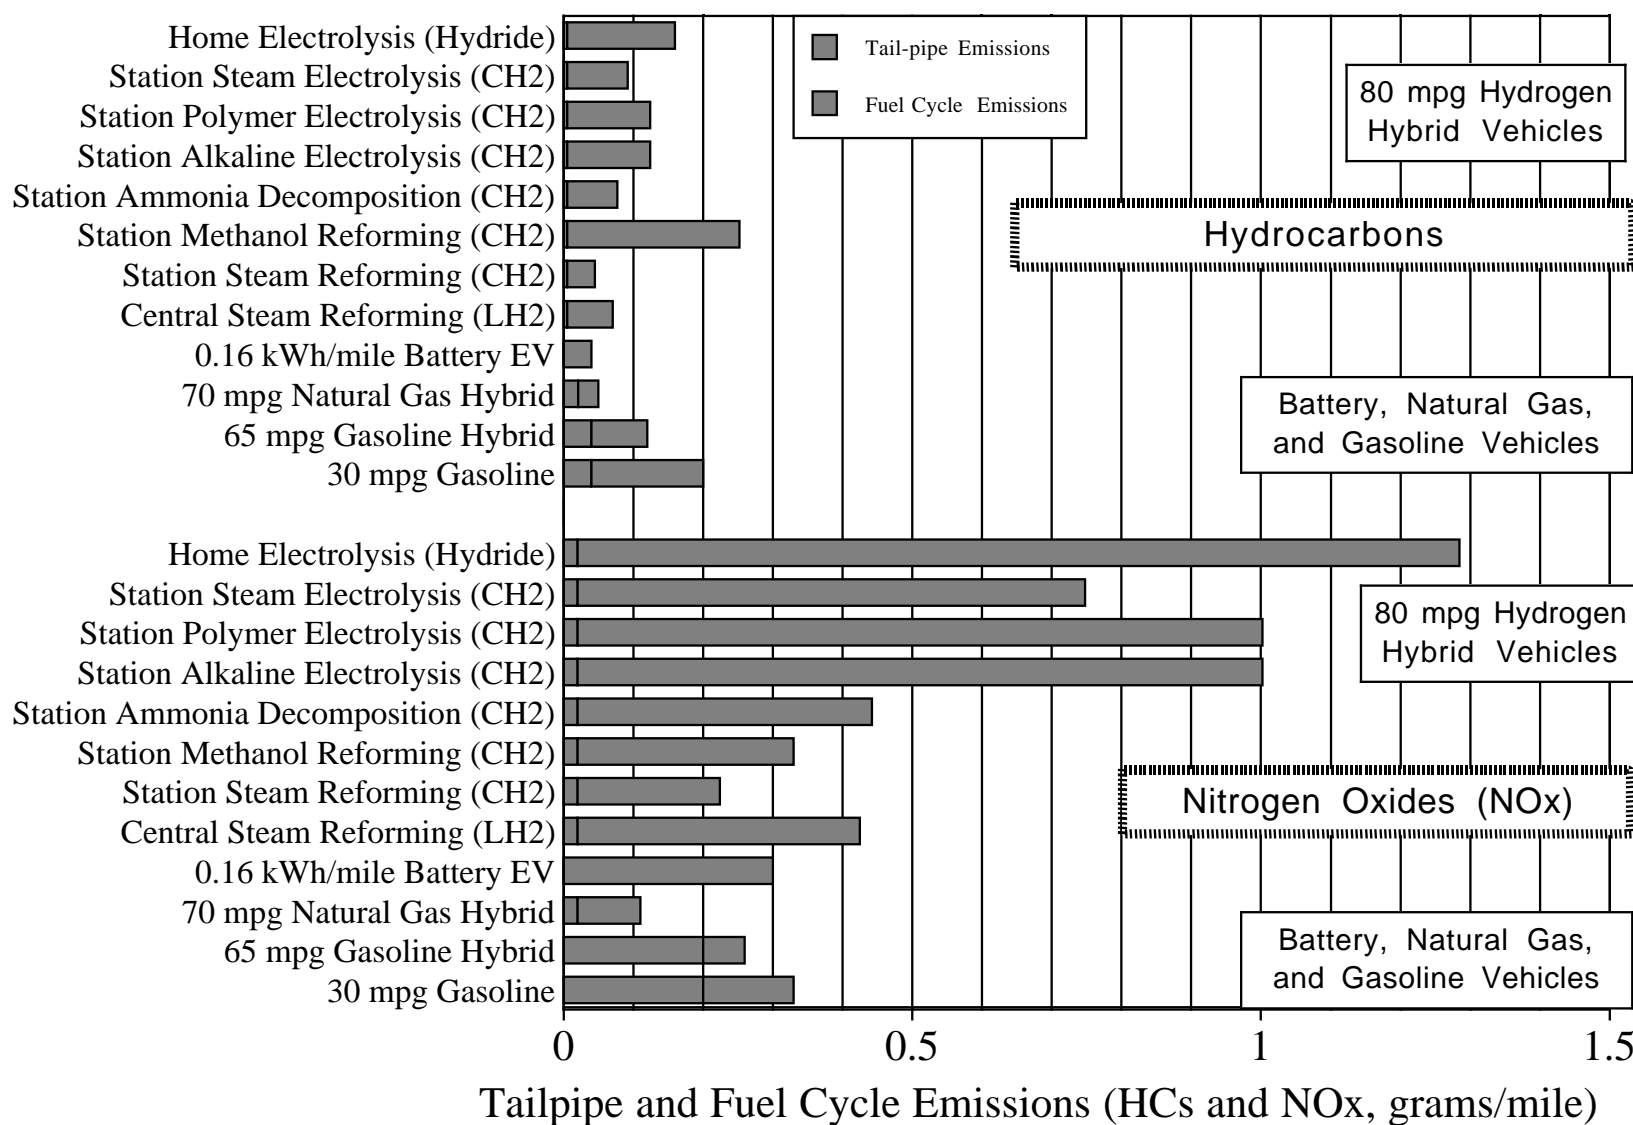 Home Electrolysis (Hydride)
Station Steam Electrolysis (CH2)
Station Polymer Electrolysis (CH2)
Station Alkaline Electrolysis (CH2)
Station Ammonia Decomposition (CH2)
Station Methanol Reforming (CH2)
Station Steam Reforming (CH2)
Central Steam Reforming (LH2)
0.16 kWh/mile Battery EV
70 mpg Natural Gas Hybrid
65 mpg Gasoline Hybrid
30 mpg Gasoline
Tail-pipe Emissions
Fuel Cycle Emissions
80 mpg Hydrogen
Hybrid Vehicles
Hydrocarbons
Battery, Natural Gas,
and Gasoline Vehicles
Home Electrolysis (Hydride)
Station Steam Electrolysis (CH2)
Station Polymer Electrolysis (CH2)
Station Alkaline Electrolysis (CH2)
Station Ammonia Decomposition (CH2)
Station Methanol Reforming (CH2)
Station Steam Reforming (CH2)
Central Steam Reforming (LH2)
0.16 kWh/mile Battery EV
70 mpg Natural Gas Hybrid
65 mpg Gasoline Hybrid
30 mpg Gasoline
80 mpg Hydrogen
Hybrid Vehicles
Nitrogen Oxides (NOx)
Battery, Natural Gas,
and Gasoline Vehicles
0 0.5 1 1.5
Tailpipe and Fuel Cycle Emissions (HCs and NOx, grams/mile)